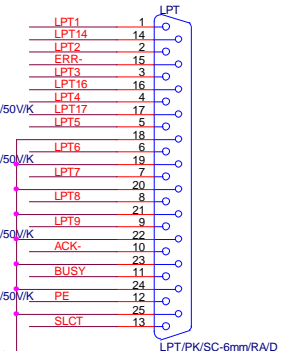 LPT
LPT1 1
LPT14 14
LPT2 2
ERR- 15
LPT3 3
LPT16 16
LPT4 4
/50V/K LPT17 17
LPT5 5
18
LPT6 6
/50V/K 19
LPT7 7
20
LPT8 8
21
LPT9 9
/50V/K 22
ACK- 10
23
BUSY 11
24
/50V/K PE 12
25
SLCT 13
LPT/PK/SC-6mm/RA/D